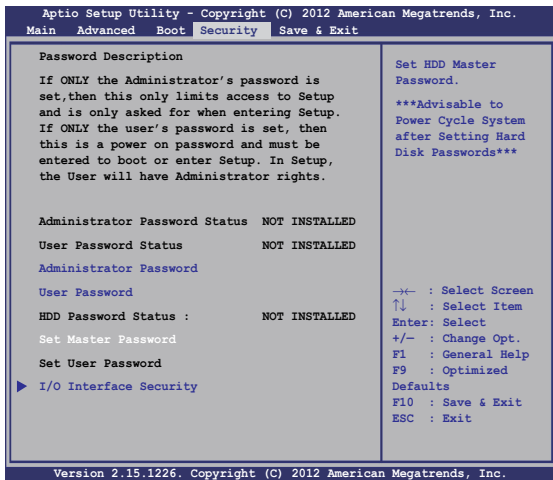 Aptio Setup Utility - Copyright (C) 2012 American Megatrends, Inc.
Main Advanced Boot Security Save & Exit
Password Description
If ONLY the Administrator's password is
set,then this only limits access to Setup
and is only asked for when entering Setup.
If ONLY the user's password is set, then
this is a power on password and must be
entered to boot or enter Setup. In Setup,
the User will have Administrator rights.
Administrator Password Status NOT INSTALLED
User Password Status NOT INSTALLED
Administrator Password
User Password
HDD Password Status : NOT INSTALLED
Set Master Password
Set User Password
I/O Interface Security
Set HDD Master
Password.
***Advisable to
Power Cycle System
after Setting Hard
Disk Passwords***
→← : Select Screen
↑↓ : Select Item
Enter: Select
+/— : Change Opt.
F1 : General Help
F9 : Optimized
Defaults
F10 : Save & Exit
ESC : Exit
Version 2.15.1226. Copyright (C) 2012 American Megatrends, Inc.